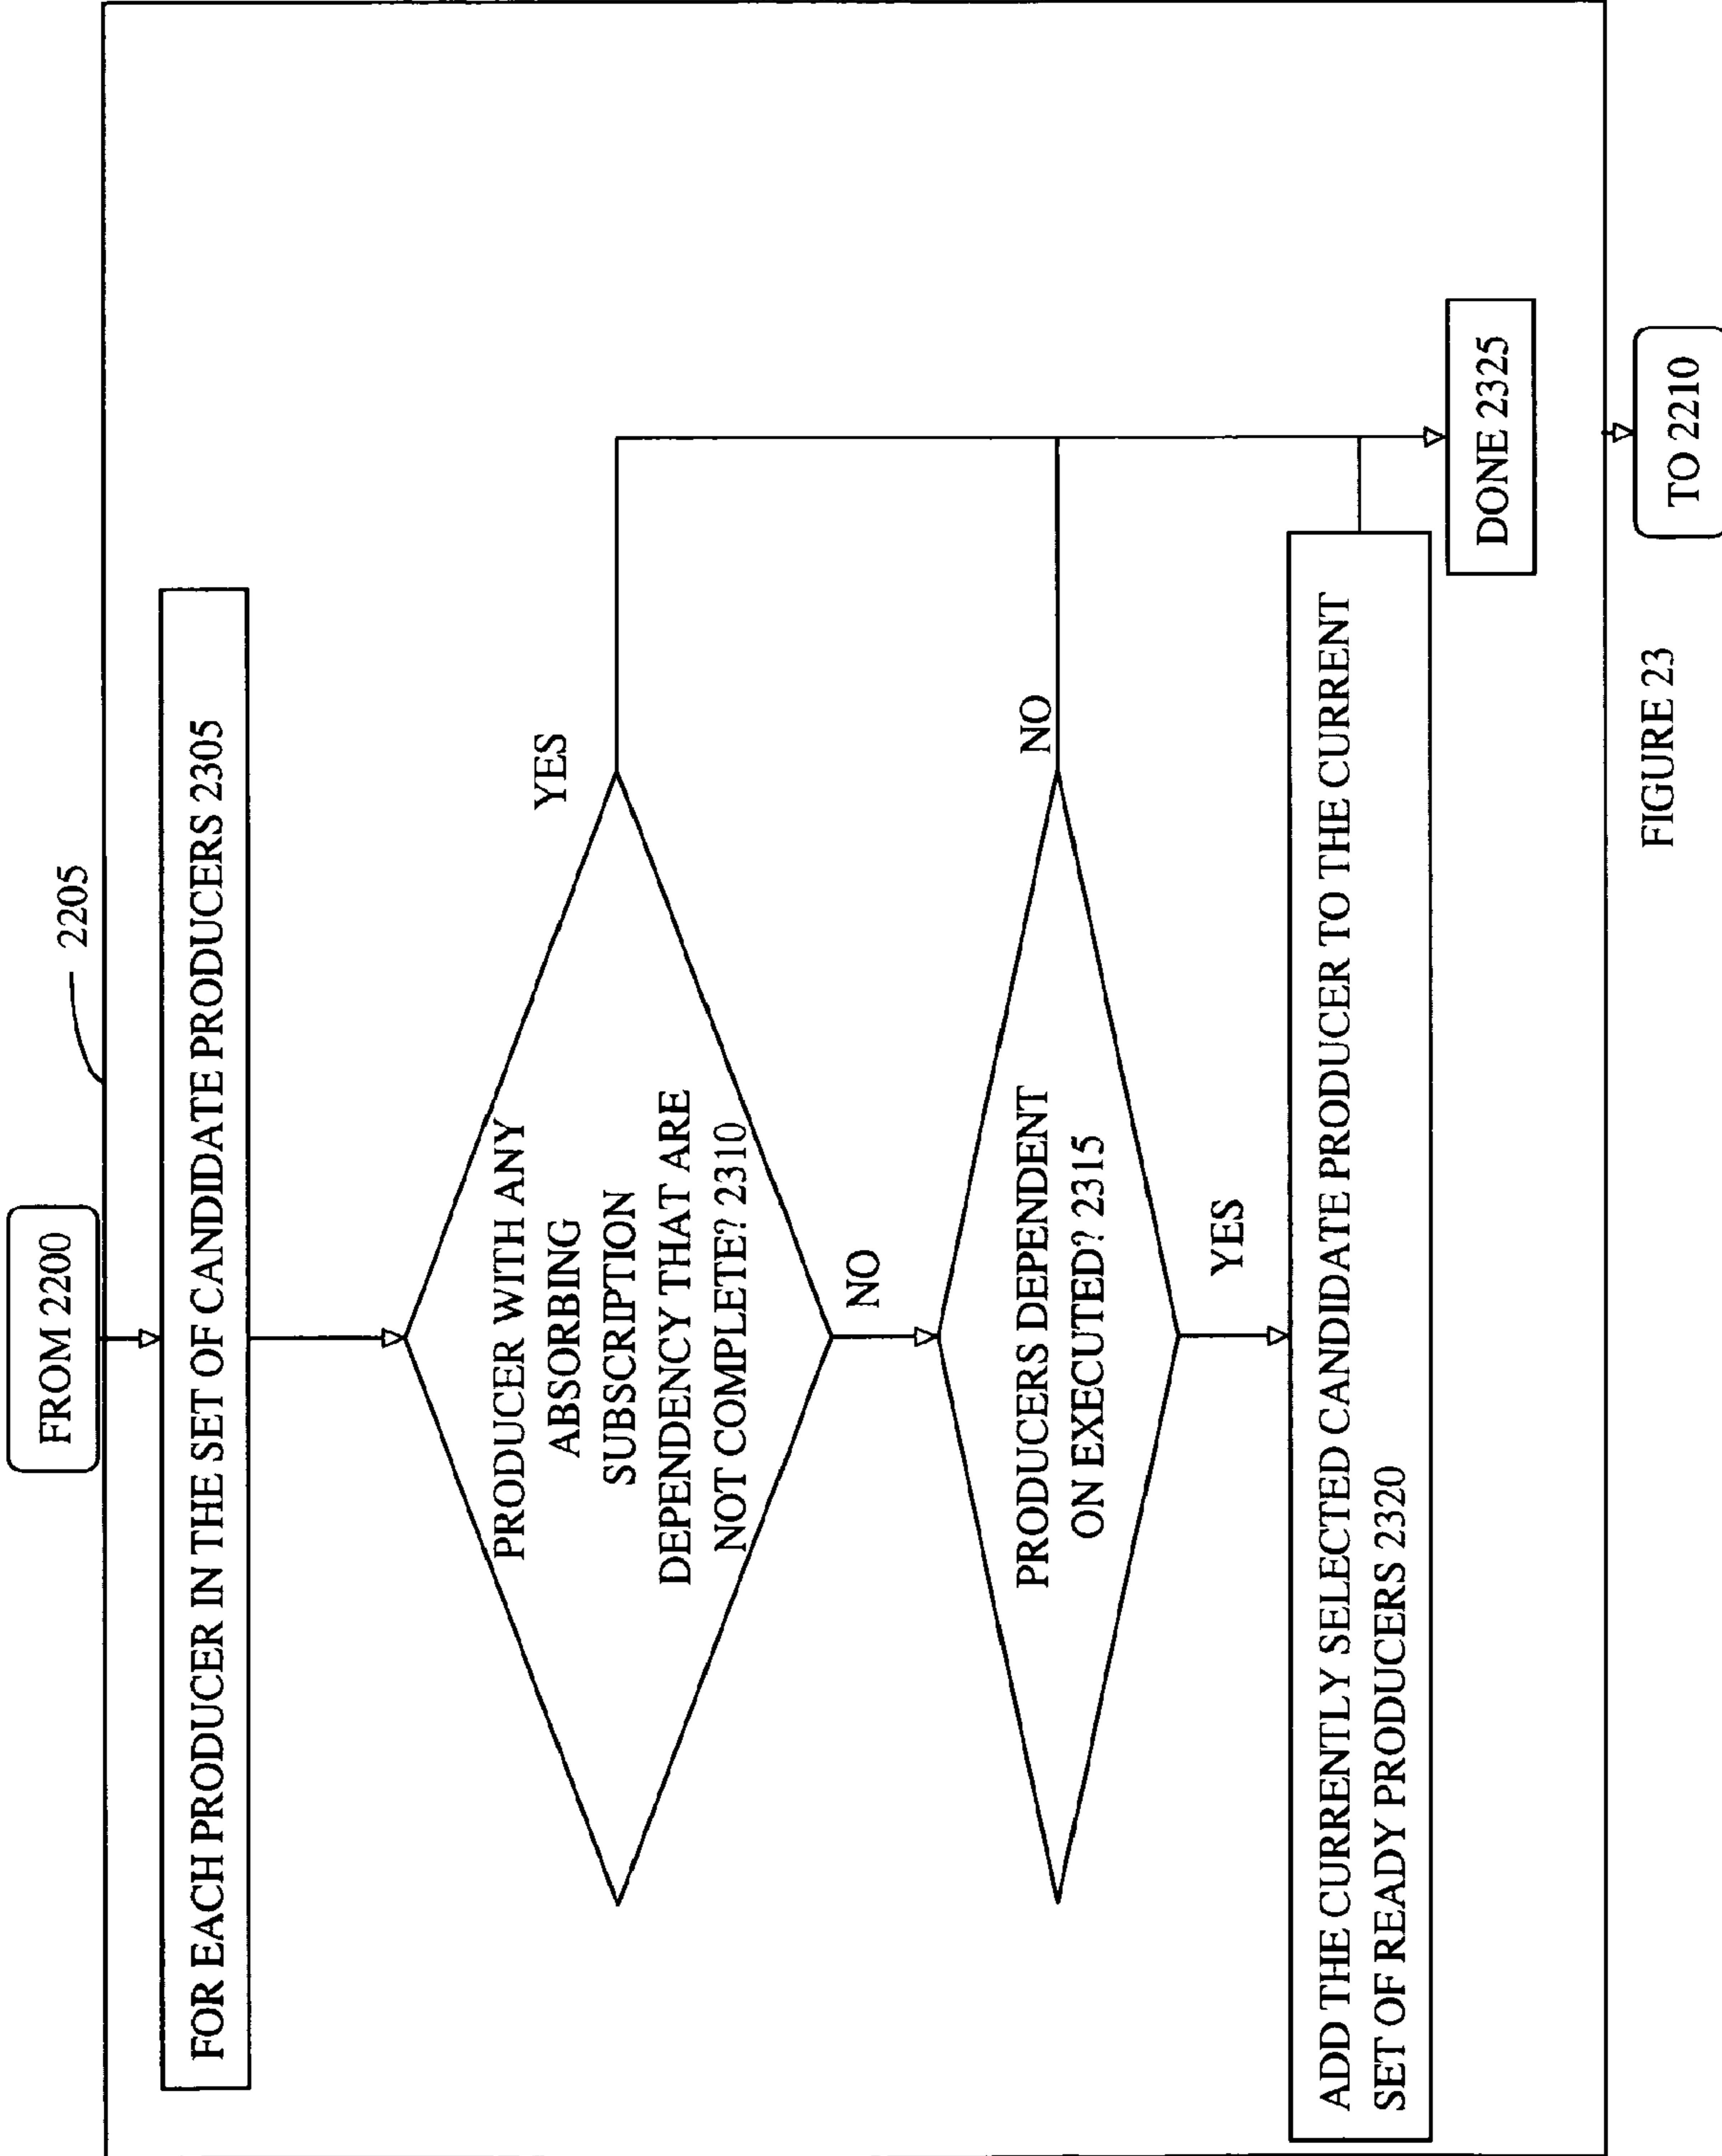 FROM 2200
2205
FOR EACH PRODUCER IN THE SET OF CANDIDATE PRODUCERS 2305
PRODUCER WITH ANY
ABSORBING
SUBSCRIPTION
DEPENDENCY THAT ARE
NOT COMPLETE? 2310
YES
NO
PRODUCERS DEPENDENT
ON EXECUTED? 2315
NO
YES
ADD THE CURRENTLY SELECTED CANDIDATE PRODUCER TO THE CURRENT
SET OF READY PRODUCERS 2320
DONE 2325
FIGURE 23
TO 2210